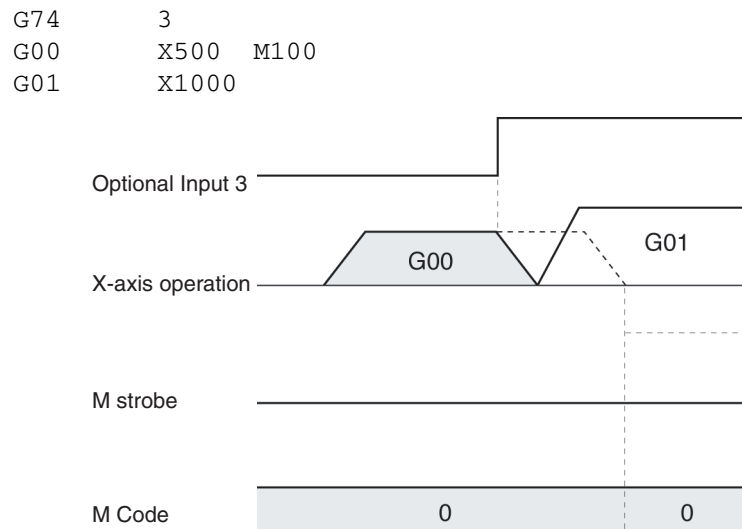 G74 3
G00 X500 M100
G01 X1000
Optional Input 3
G01
G00
X-axis operation
M strobe
M Code 0 0